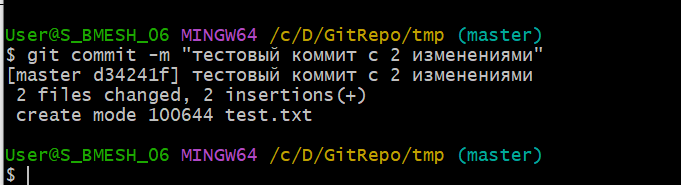 User@S_BMESH_06 MINGW64 /c/D/GitRepo/tmp (master)
$ git commit -m "тестовый коммит с 2 изменениями"
[master d34241f] тестовый коммит с 2 изменениями
 2 files changed, 2 insertions(+)
 create mode 100644 test.txt
User@S_BMESH_06 MINGW64 /c/D/GitRepo/tmp (master)
$